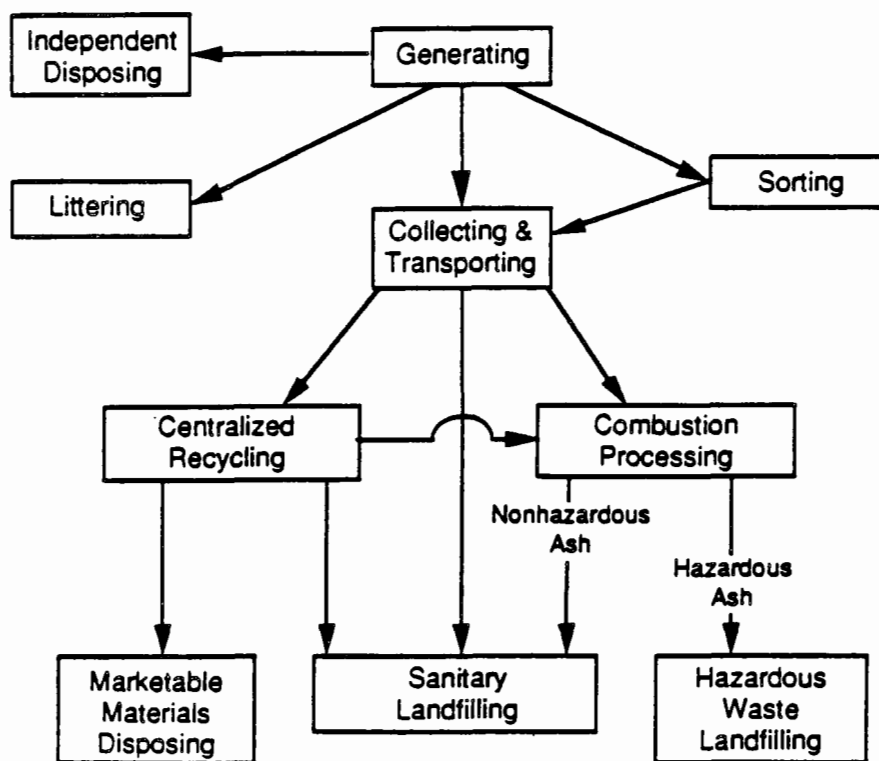 Independent
Disposing
Generating
Littering
Sorting
Collecting &
Transporting
Centralized
Recycling
Combustion
Processing
Nonhazardous
Ash
Hazardous
Ash
Marketable
Materials
Disposing
Sanitary
Landfilling
Hazardous
Waste
Landfilling